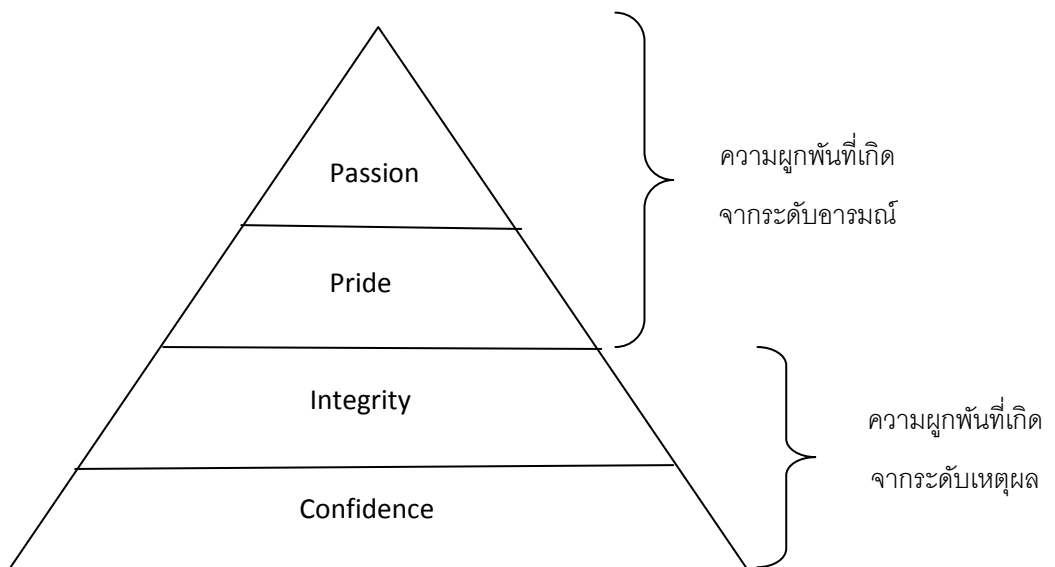 Passion
Pride
Integrity
Confidence
ความผูกพันที่เกิด
จากระดับอารมณ์
ความผูกพันที่เกิด
จากระดับเหตุผล